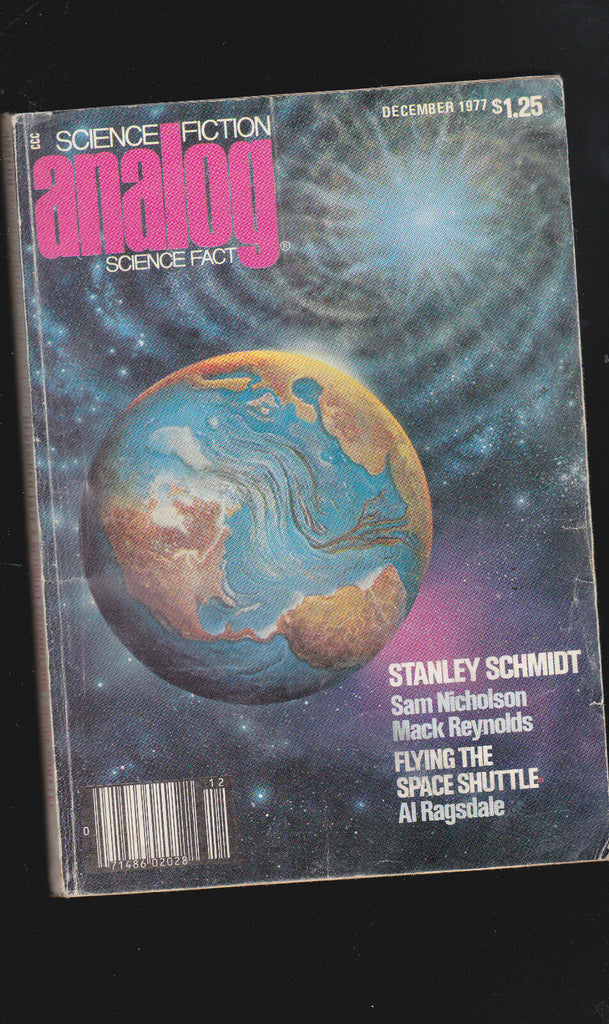 DECEMBER 1977 $1.25
CCC
SCIENCE FICTION
analog®
SCIENCE FACT
STANLEY SCHMIDT
Sam Nicholson
Mack Reynolds
FLYING THE
SPACE SHUTTLE
Al Ragsdale
12
0
71486 02028